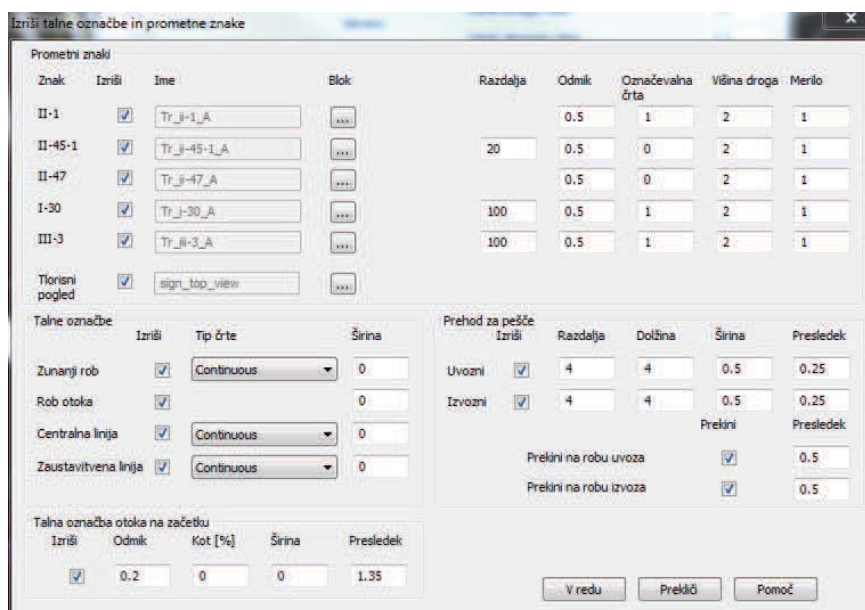 Izriši talne označbe in prometne znake
Prometni znaki
Znak Izriši Ime Blok Razdalja Odmik Označevalna črta Višina droga Merilo
II-1 Tr_ii-1_A ... 0.5 1 2 1
II-45-1 Tr_ii-45-1_A ... 20 0.5 0 2 1
II-47 Tr_ii-47_A ... 0.5 0 2 1
I-30 Tr_i-30_A ... 100 0.5 1 2 1
III-3 Tr_iii-3_A ... 100 0.5 1 2 1
Tlorisni pogled sign_top_view ...
Talne označbe
Izriši Tip črte Širina
Zunanji rob Continuous 0
Rob otoka 0
Centralna linija Continuous 0
Zaustavitvena linija Continuous 0
Prehod za pešče
Izriši Razdalja Dolžina Širina Presledek
Uvozni 4 4 0.5 0.25
Izvozni 4 4 0.5 0.25
Prekini Presledek
Prekini na robu uvoza 0.5
Prekini na robu izvoza 0.5
Talna označba otoka na začetku
Izriši Odmik Kot [%] Širina Presledek
0.2 0 0 1.35
V redu Prekliči Pomoč